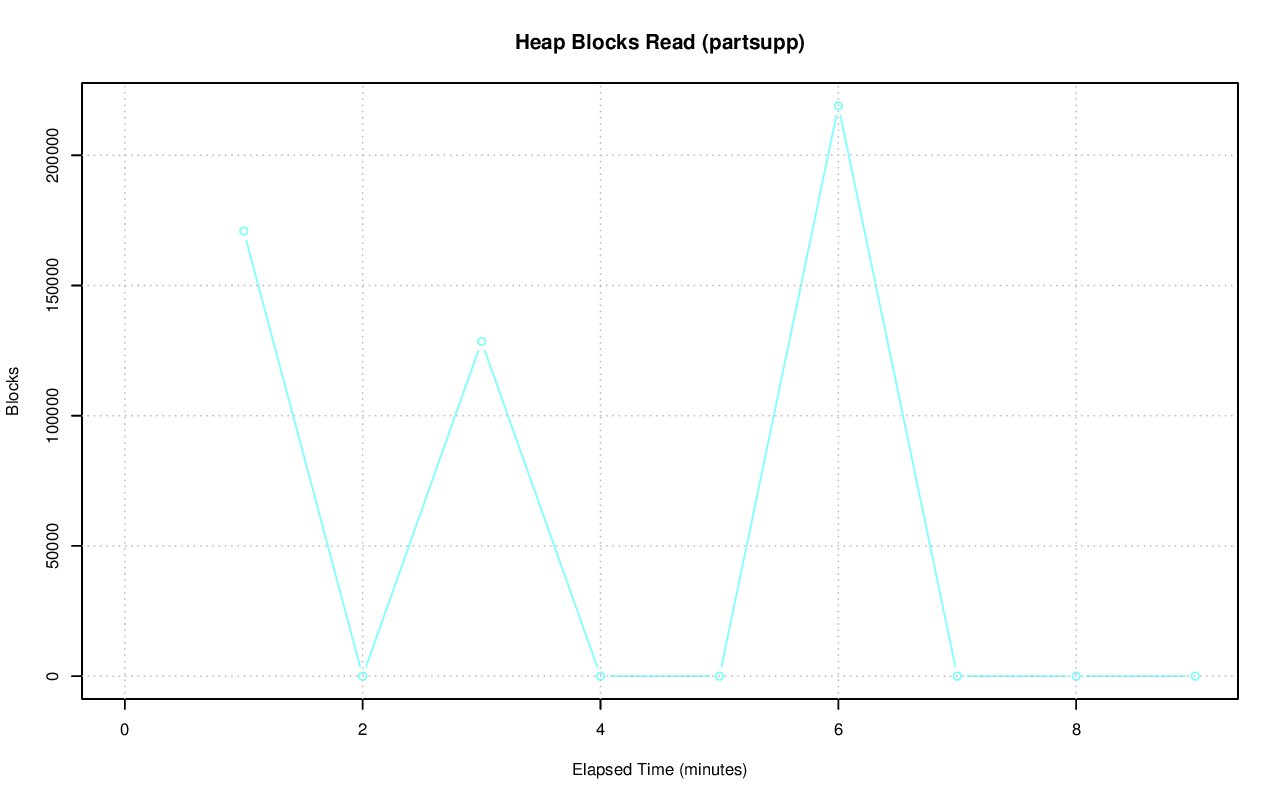 Heap Blocks Read (partsupp)
200000
150000
100000
50000
0
Blocks
0 2 4 6 8
Elapsed Time (minutes)